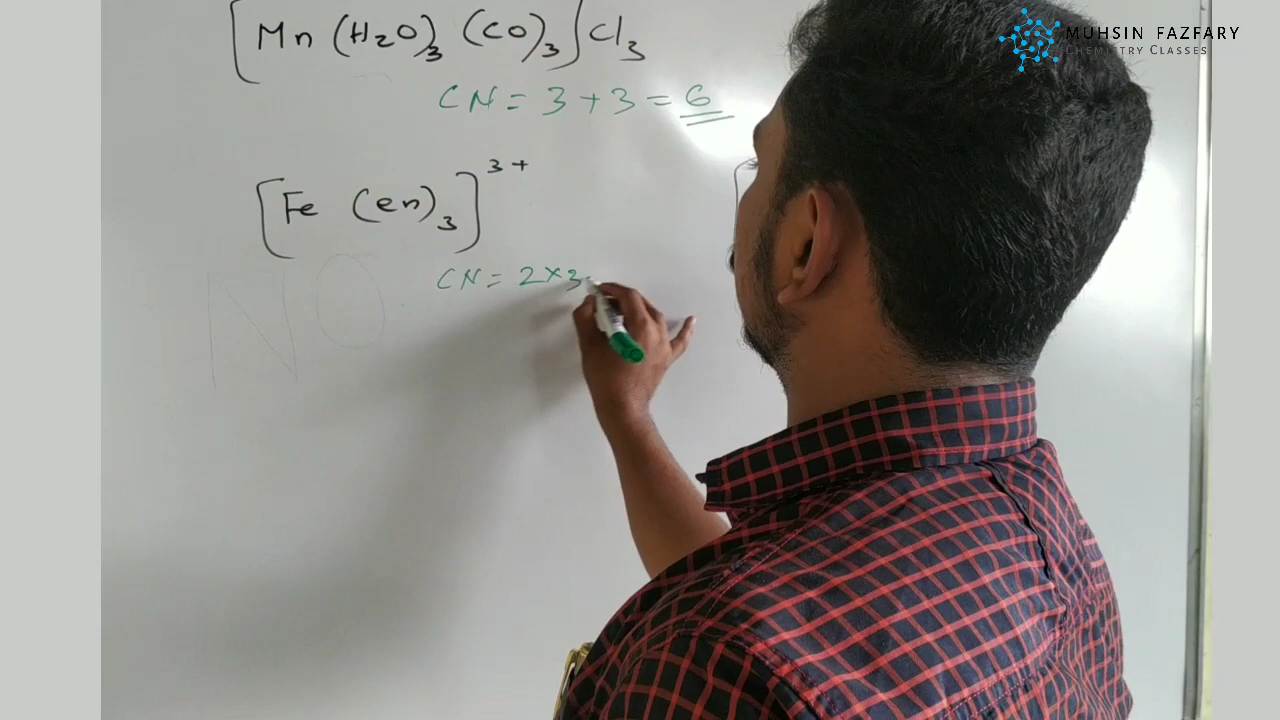 [Mn (H₂O)₃ (CO)₃] Cl₃
CN = 3 + 3 = 6
[Fe (en)₃]³⁺
CN = 2 × 3
NO
MUHSIN FAZFARY
CHEMISTRY CLASSES